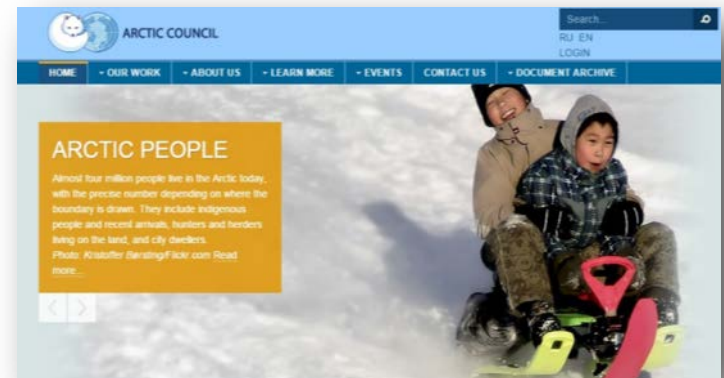 ARCTIC COUNCIL
Search...
RU EN
LOGIN
HOME
OUR WORK
ABOUT US
LEARN MORE
EVENTS
CONTACT US
DOCUMENT ARCHIVE
ARCTIC PEOPLE
Almost four million people live in the Arctic today,
with the precise number depending on where the
boundary is drawn. They include indigenous
people and recent arrivals, hunters and herders
living on the land, and city dwellers.
Photo: Kristoffer Børsting/Flickr.com Read
more...